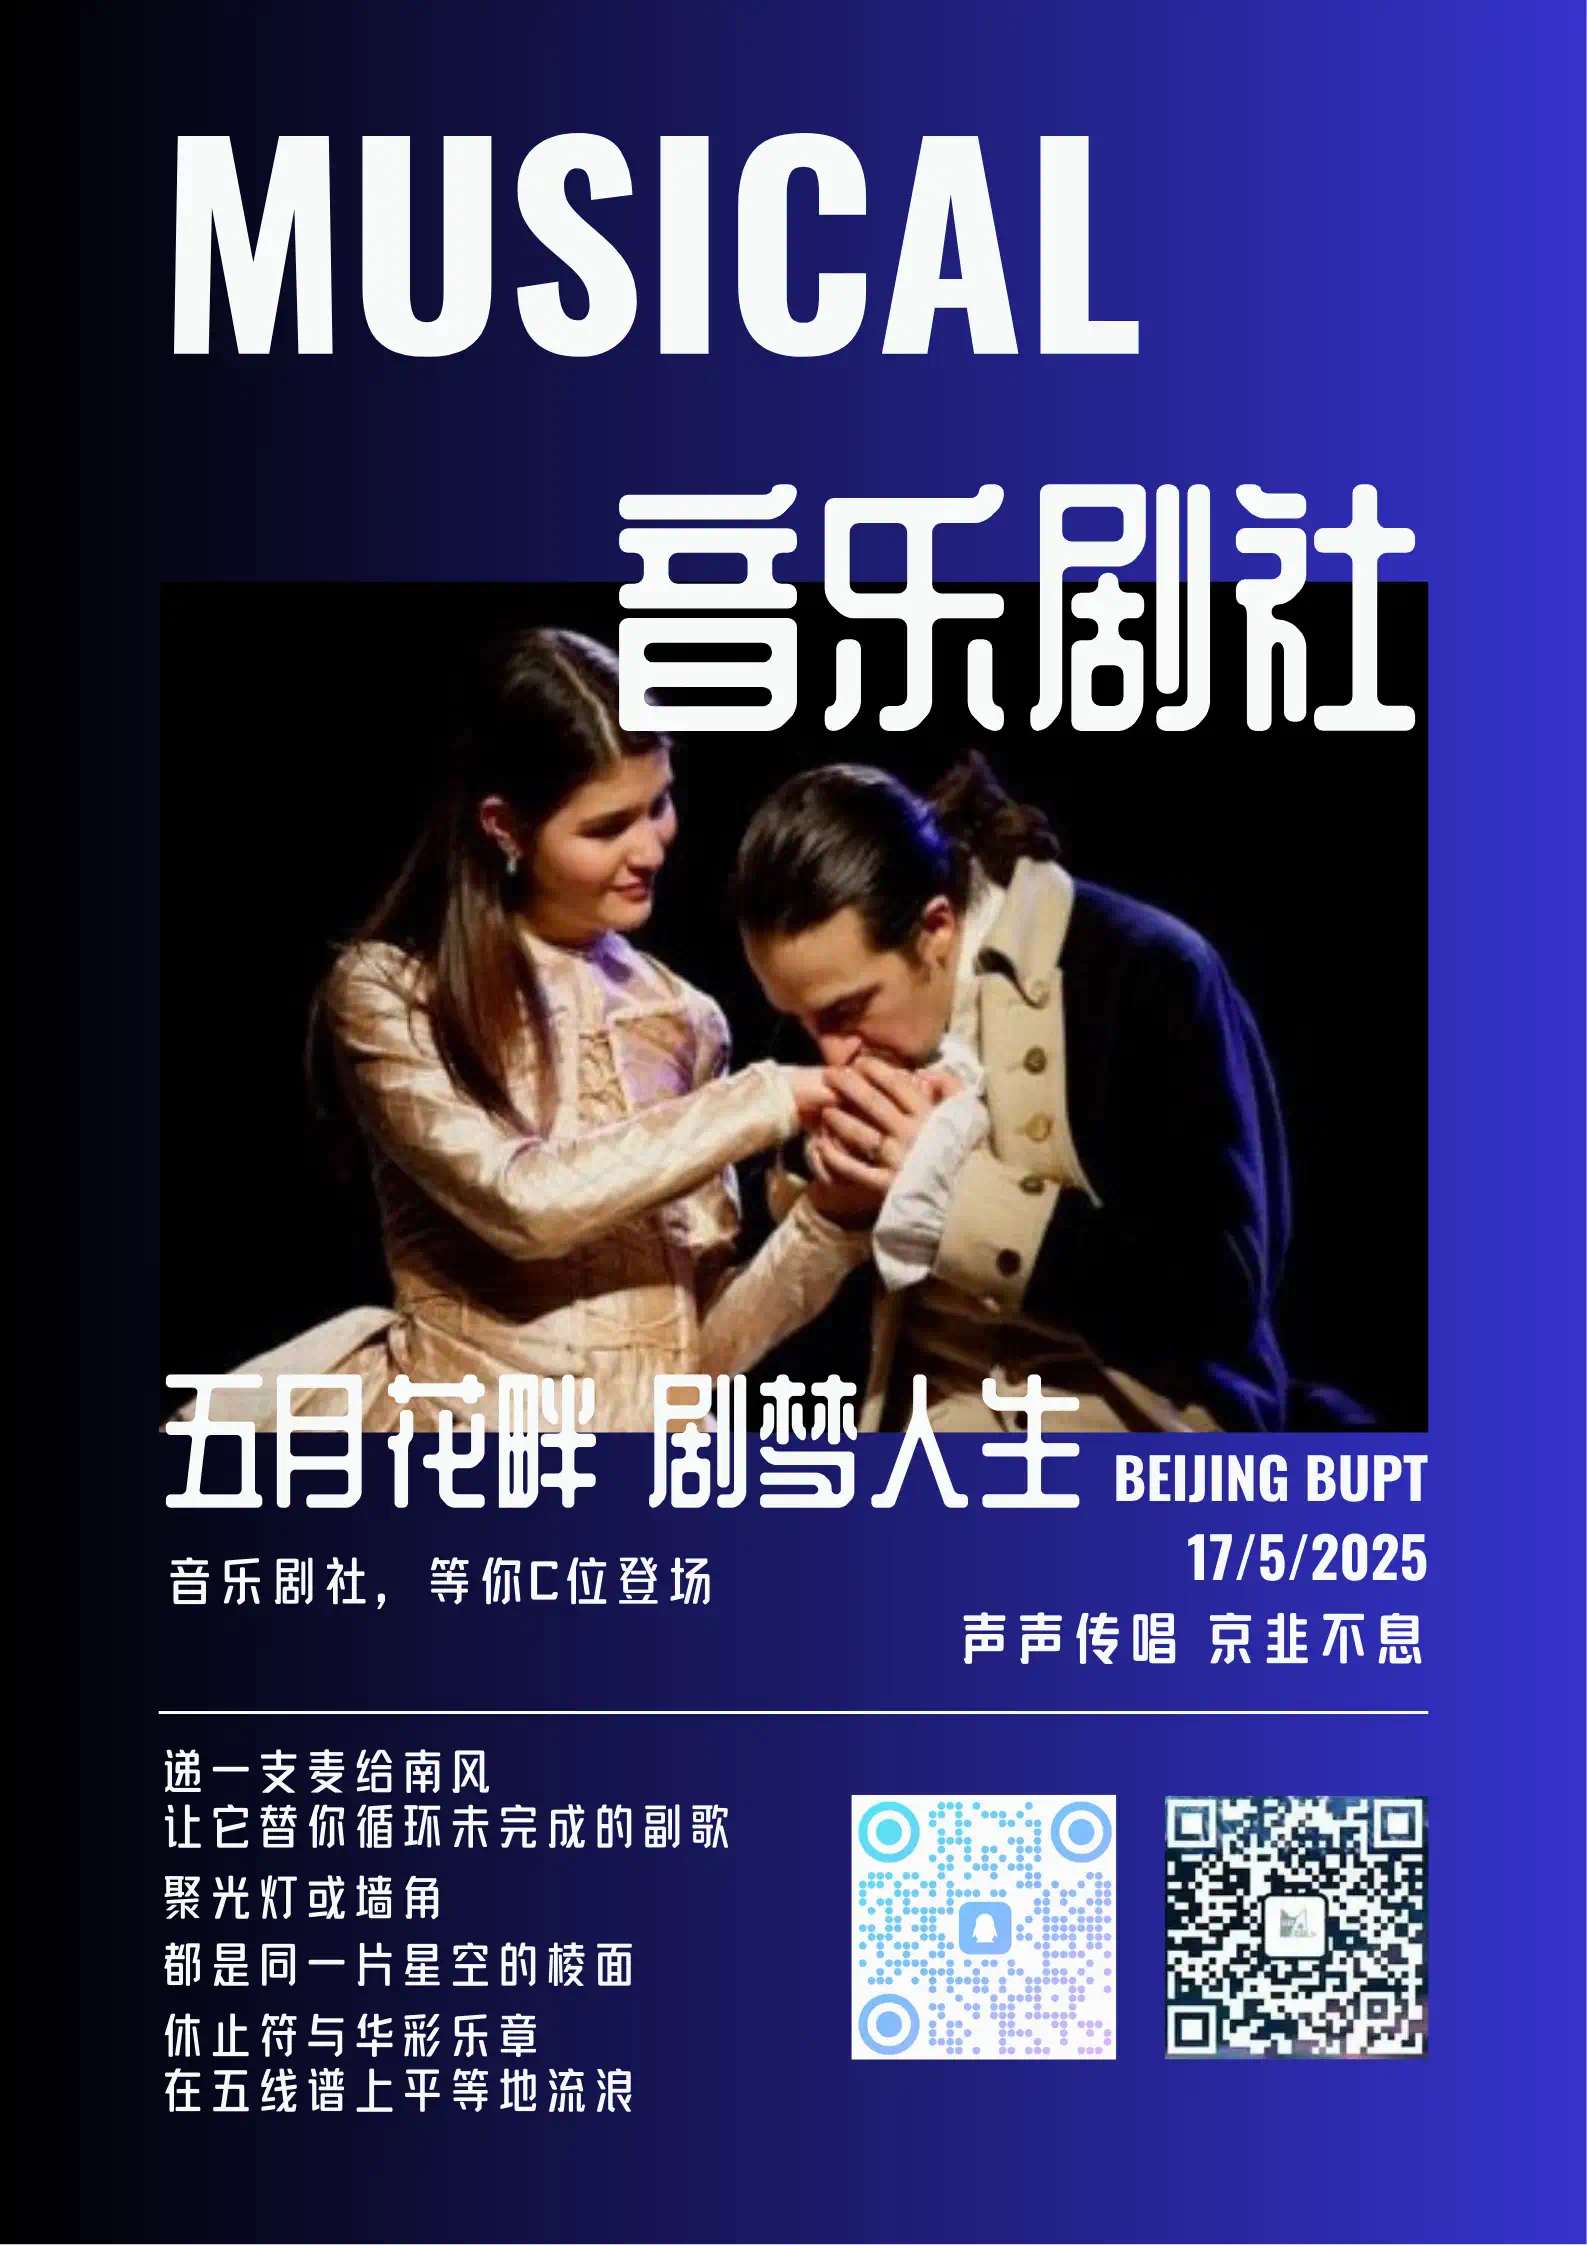 MUSICAL
音乐剧社
五月花畔 剧梦人生
BEIJING BUPT
17/5/2025
音乐剧社，等你C位登场
声声传唱 京韭不息
递一支麦给南风
让它替你循环未完成的副歌
聚光灯或墙角
都是同一片星空的棱面
休止符与华彩乐章
在五线谱上平等地流浪